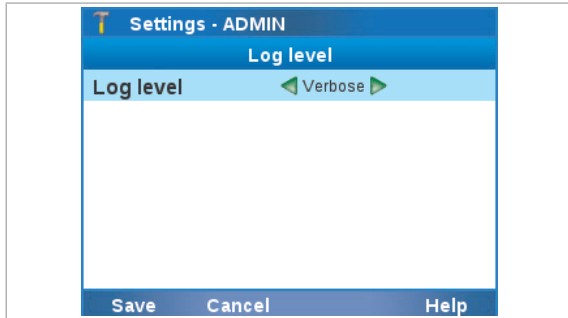 Settings - ADMIN
Log level
Log level Verbose
Save Cancel Help